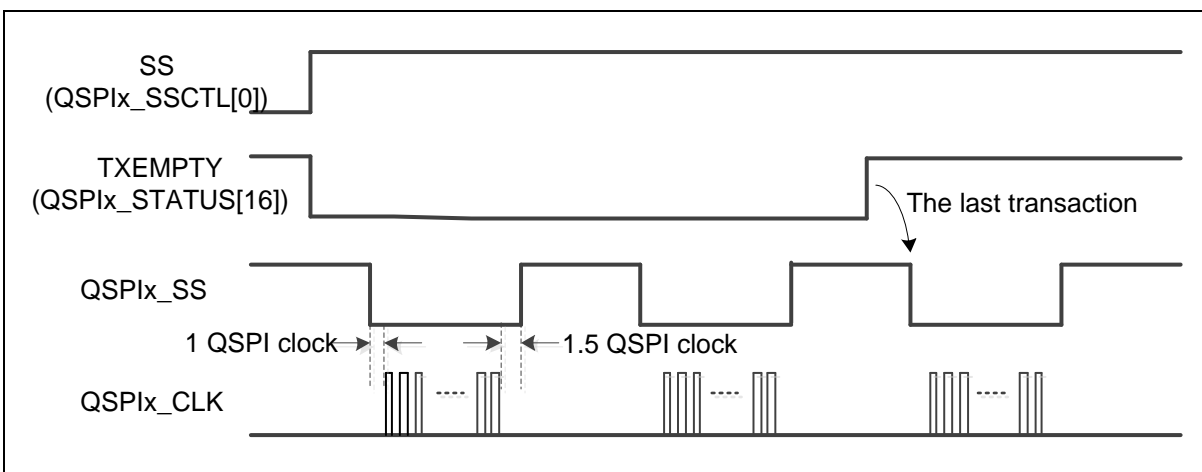 SS
(QSPIx_SSCTL[0])
TXEMPTY
(QSPIx_STATUS[16])
The last transaction
QSPIx_SS
1 QSPI clock
1.5 QSPI clock
QSPIx_CLK